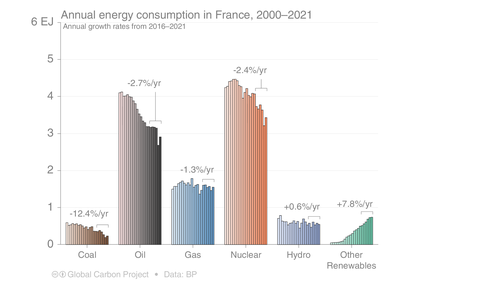 Annual energy consumption in France, 2000–2021
6 EJ
Annual growth rates from 2016–2021
5
4
3
2
1
0
-12.4%/yr
-2.7%/yr
-1.3%/yr
-2.4%/yr
+0.6%/yr
+7.8%/yr
Coal
Oil
Gas
Nuclear
Hydro
Other
Renewables
Global Carbon Project • Data: BP